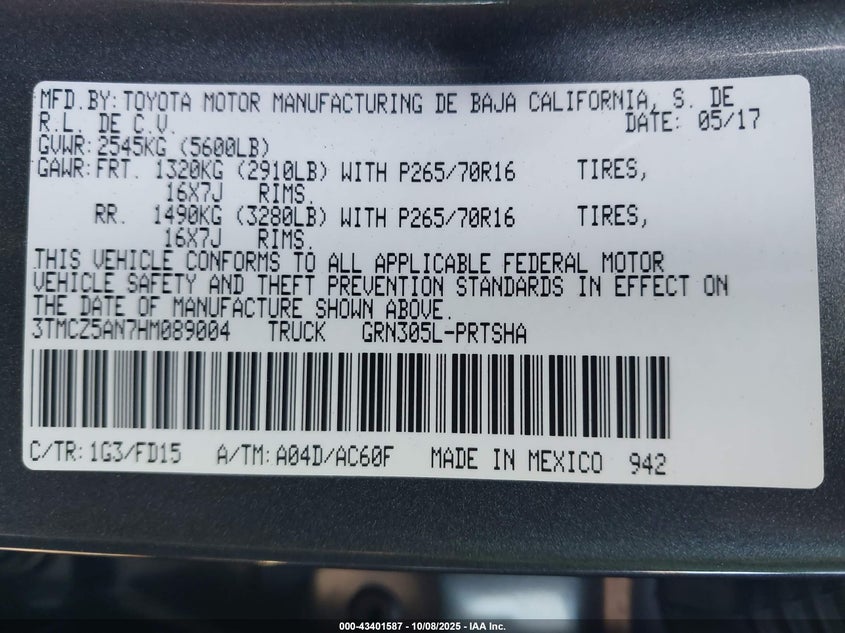 MFD.BY: TOYOTA MOTOR MANUFACTURING DE BAJA CALIFORNIA, S. DE
R.L. DE C.V. DATE: 05/17
GVWR: 2545KG (5600LB)
GAWR: FRT. 1320KG (2910LB) WITH P265/70R16 TIRES,
16X7J RIMS.
RR. 1490KG (3280LB) WITH P265/70R16 TIRES,
16X7J RIMS.
THIS VEHICLE CONFORMS TO ALL APPLICABLE FEDERAL MOTOR
VEHICLE SAFETY AND THEFT PREVENTION STANDARDS IN EFFECT ON
THE DATE OF MANUFACTURE SHOWN ABOVE.
3TMCZ5AN7HM089004 TRUCK GRN305L-PRTSHA
C/TR: 1G3/FD15 A/TM: A04D/AC60F MADE IN MEXICO 942
000-43401587 - 10/08/2025 - IAA Inc.